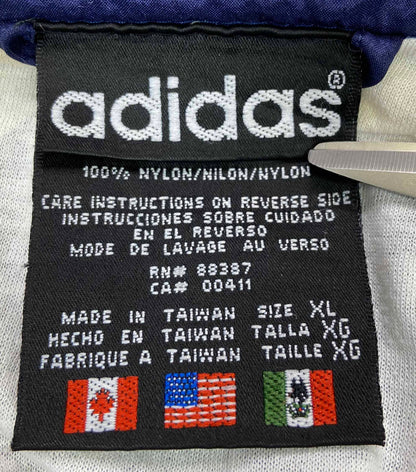 adidas®
100% NYLON/NILON/NYLON
CARE INSTRUCTIONS ON REVERSE SIDE
INSTRUCCIONES SOBRE CUIDADO
EN EL REVERSO
MODE DE LAVAGE AU VERSO
RN# 88387
CA# 00411
MADE IN TAIWAN SIZE XL
HECHO EN TAIWAN TALLA XG
FABRIQUE A TAIWAN TAILLE XG